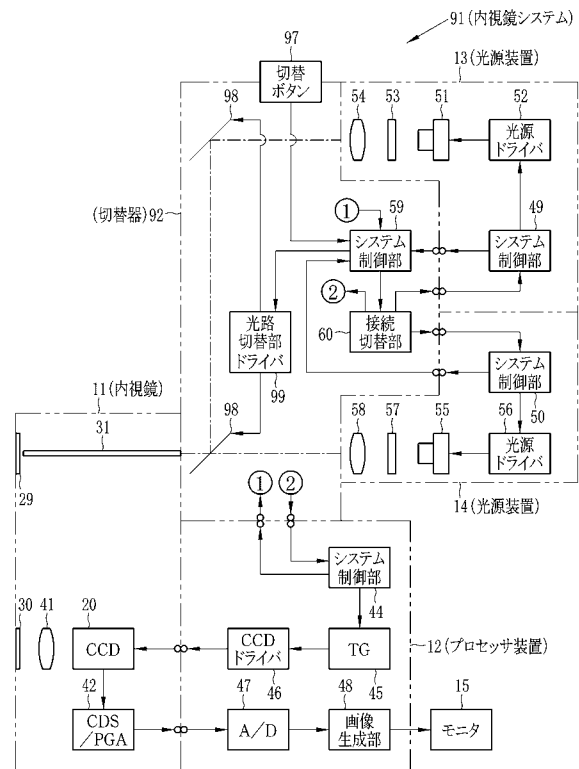 91(内視鏡システム)
97
切替
ボタン
13(光源装置)
98
54
53
51
52
光源
ドライバ
(切替器)92
①
59
システム
制御部
49
システム
制御部
②
60
接続
切替部
光路
切替部
ドライバ
99
システム
制御部
50
11(内視鏡)
31
29
98
58
57
55
56
光源
ドライバ
14(光源装置)
①
②
システム
制御部
44
30
41
20
CCD
CCD
ドライバ
46
TG
45
12(プロセッサ装置)
42
CDS
/PGA
47
A/D
48
画像
生成部
15
モニタ